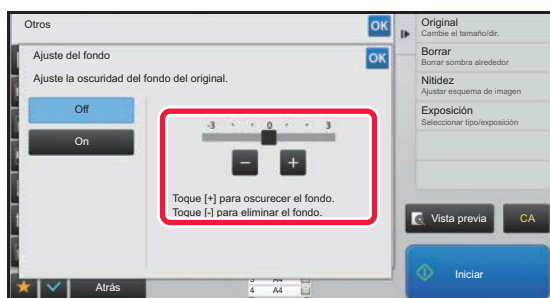 Otros
OK
Ajuste del fondo
OK
Ajuste la oscuridad del fondo del original.
Off
On
-3 0 3
Toque [+] para oscurecer el fondo.
Toque [-] para eliminar el fondo.
Atrás
A4
4 A4
Original
Cambie el tamaño/dir.
Borrar
Borrar sombra alrededor
Nitidez
Ajustar esquema de imagen
Exposición
Seleccionar tipo/exposición
Vista previa
CA
Iniciar